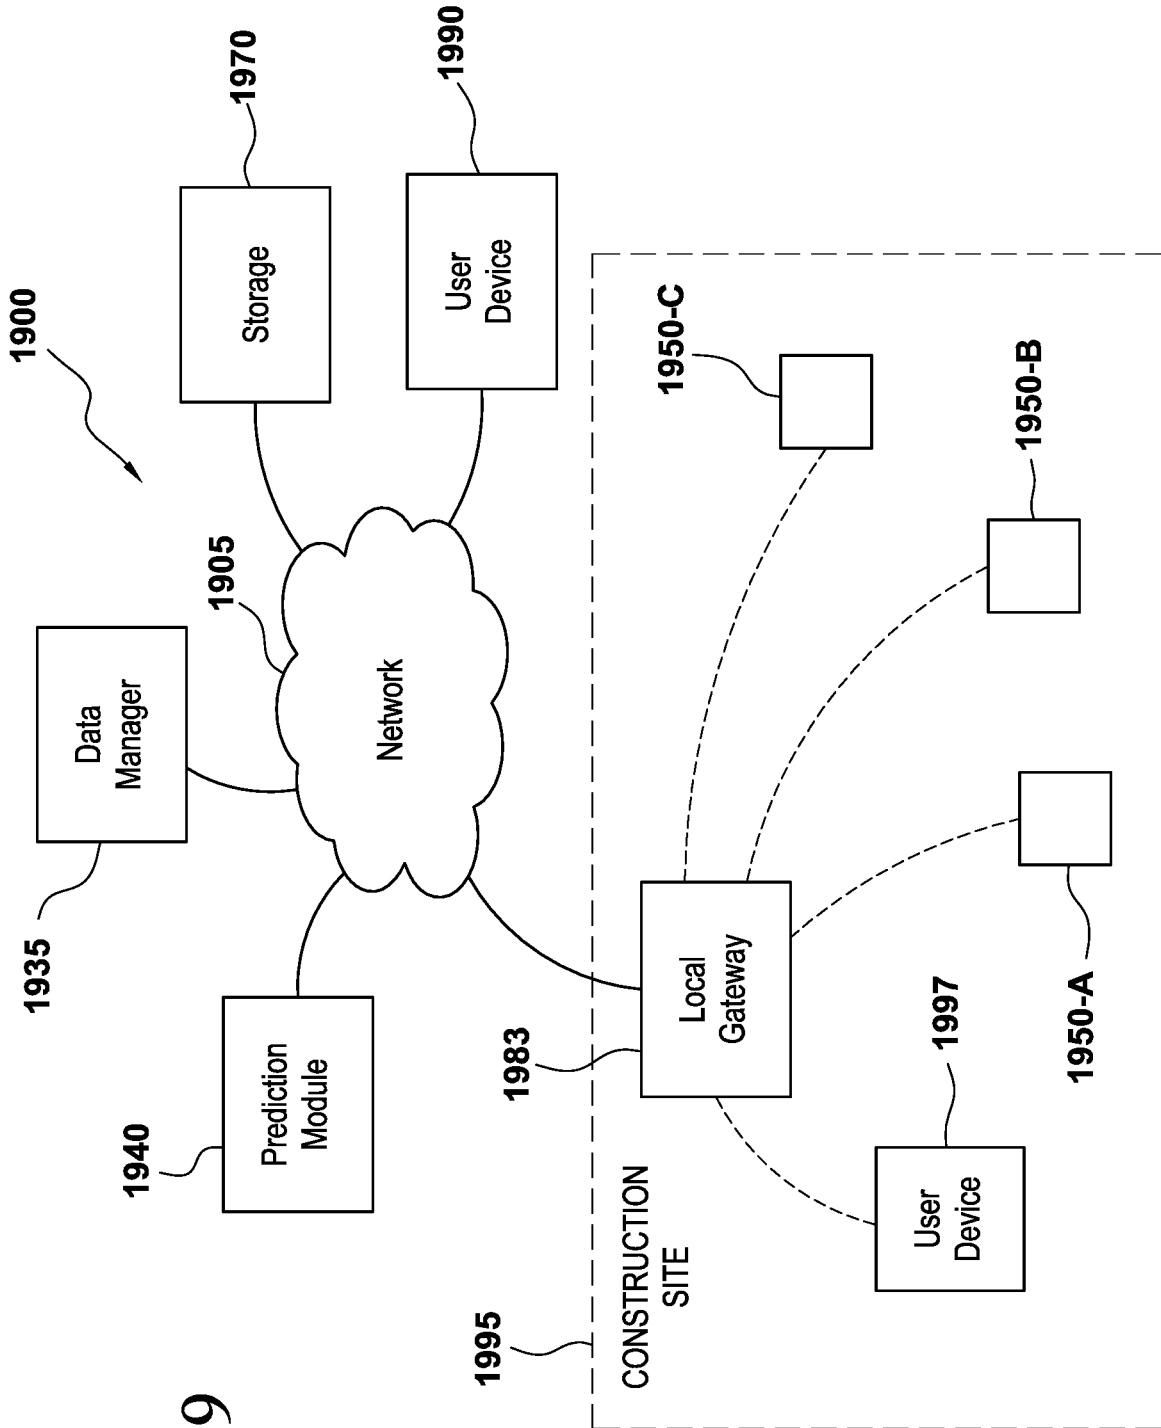 1900
1935
Data
Manager
1940
9
1905
1970
Storage
Prediction
Module
Network
1990
User
Device
1995
1983
CONSTRUCTION
SITE
Local
Gateway
1950-C
User
Device
1997
1950-B
1950-A